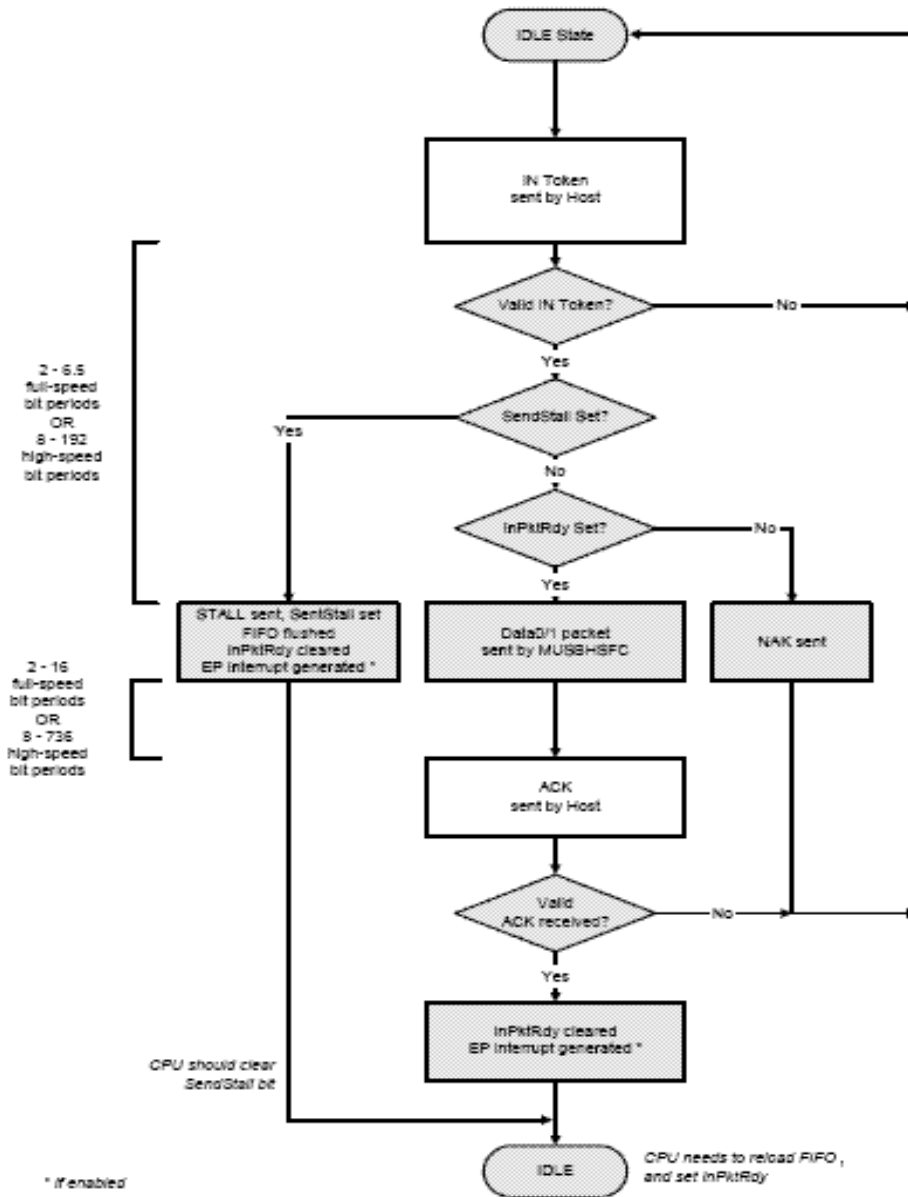 IDLE State
IN Token
sent by Host
Valid IN Token?
No
Yes
2 - 6.5
full-speed
bit periods
OR
8 - 192
high-speed
bit periods
SendStall Set?
Yes
No
InPktRdy Set?
No
Yes
STALL sent, SentStall set
FIFO flushed
InPktRdy cleared
EP Interrupt generated *
Data0/1 packet
sent by MUSBHSFC
NAK sent
2 - 16
full-speed
bit periods
OR
8 - 736
high-speed
bit periods
ACK
sent by Host
Valid
ACK received?
No
Yes
InPktRdy cleared
EP Interrupt generated *
CPU should clear
SendStall bit
IDLE
CPU needs to reload FIFO ,
and set InPktRdy
* If enabled